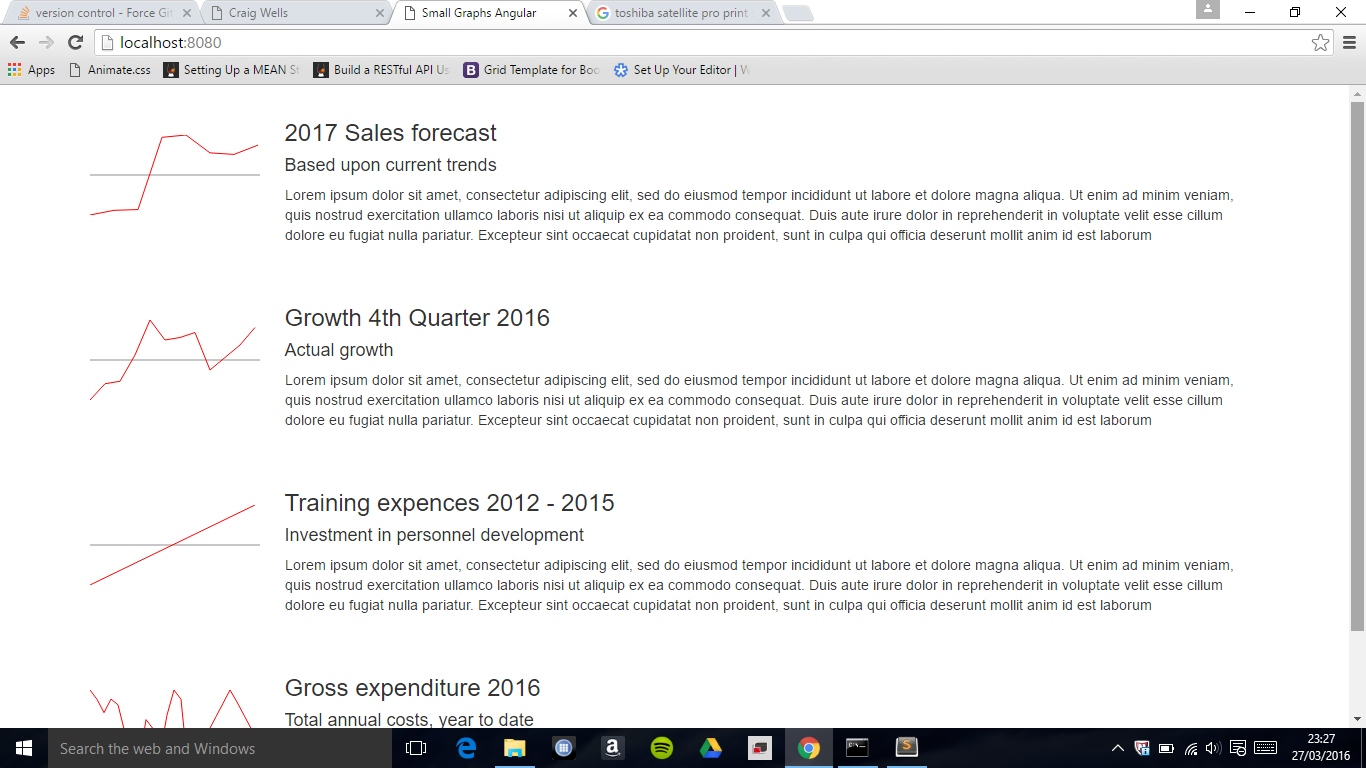 version control - Force Git
Craig Wells
Small Graphs Angular
toshiba satellite pro print
localhost:8080
Apps
Animate.css
Setting Up a MEAN St
Build a RESTful API Us
Grid Template for Boo
Set Up Your Editor | W
2017 Sales forecast
Based upon current trends
Lorem ipsum dolor sit amet, consectetur adipiscing elit, sed do eiusmod tempor incididunt ut labore et dolore magna aliqua. Ut enim ad minim veniam,
quis nostrud exercitation ullamco laboris nisi ut aliquip ex ea commodo consequat. Duis aute irure dolor in reprehenderit in voluptate velit esse cillum
dolore eu fugiat nulla pariatur. Excepteur sint occaecat cupidatat non proident, sunt in culpa qui officia deserunt mollit anim id est laborum
Growth 4th Quarter 2016
Actual growth
Lorem ipsum dolor sit amet, consectetur adipiscing elit, sed do eiusmod tempor incididunt ut labore et dolore magna aliqua. Ut enim ad minim veniam,
quis nostrud exercitation ullamco laboris nisi ut aliquip ex ea commodo consequat. Duis aute irure dolor in reprehenderit in voluptate velit esse cillum
dolore eu fugiat nulla pariatur. Excepteur sint occaecat cupidatat non proident, sunt in culpa qui officia deserunt mollit anim id est laborum
Training expences 2012 - 2015
Investment in personnel development
Lorem ipsum dolor sit amet, consectetur adipiscing elit, sed do eiusmod tempor incididunt ut labore et dolore magna aliqua. Ut enim ad minim veniam,
quis nostrud exercitation ullamco laboris nisi ut aliquip ex ea commodo consequat. Duis aute irure dolor in reprehenderit in voluptate velit esse cillum
dolore eu fugiat nulla pariatur. Excepteur sint occaecat cupidatat non proident, sunt in culpa qui officia deserunt mollit anim id est laborum
Gross expenditure 2016
Total annual costs, year to date
Search the web and Windows
23:27
27/03/2016